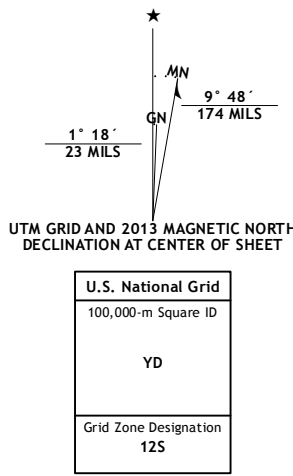 ★
MN
GN
9° 48´
174 MILS
1° 18´
23 MILS
UTM GRID AND 2013 MAGNETIC NORTH
DECLINATION AT CENTER OF SHEET
U.S. National Grid
100,000-m Square ID
YD
Grid Zone Designation
12S